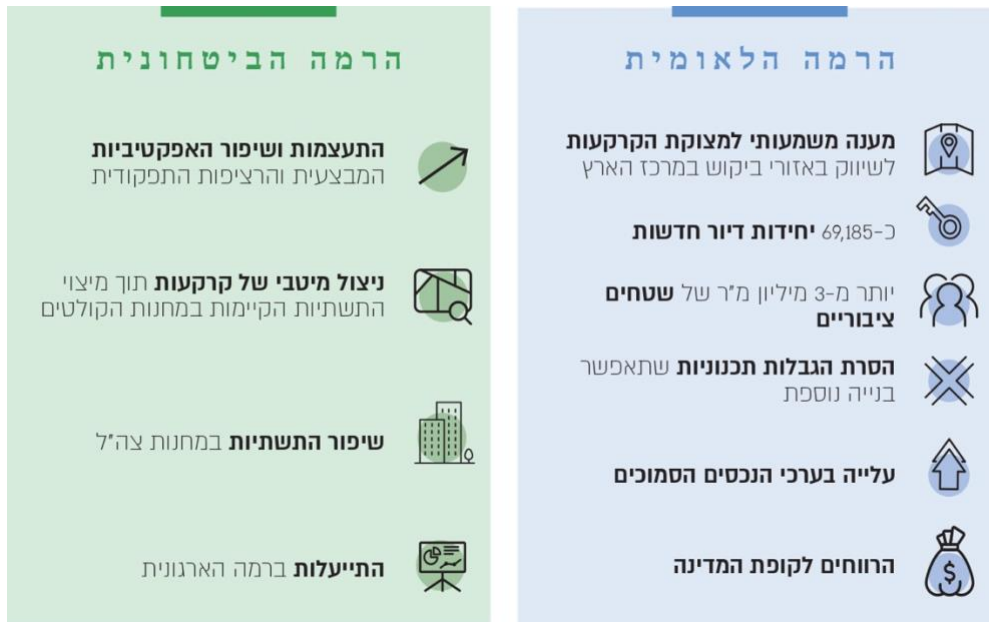 הרמה הלאומית
מענה משמעותי למצוקת הקרקעות
לשיווק באזורי ביקוש במרכז הארץ
כ-69,185 יחידות דיור חדשות
יותר מ-3 מיליון מ"ר של שטחים
ציבוריים
הסרת הגבלות תכנוניות שתאפשר
בנייה נוספת
עלייה בערכי הנכסים הסמוכים
$
הרווחים לקופת המדינה
הרמה הביטחונית
התעצמות ושיפור האפקטיביות
המבצעית והרציפות התפקודית
ניצול מיטבי של קרקעות תוך מיצוי
התשתיות הקיימות במחנות הקולטים
שיפור התשתיות במחנות צה"ל
התייעלות ברמה הארגונית